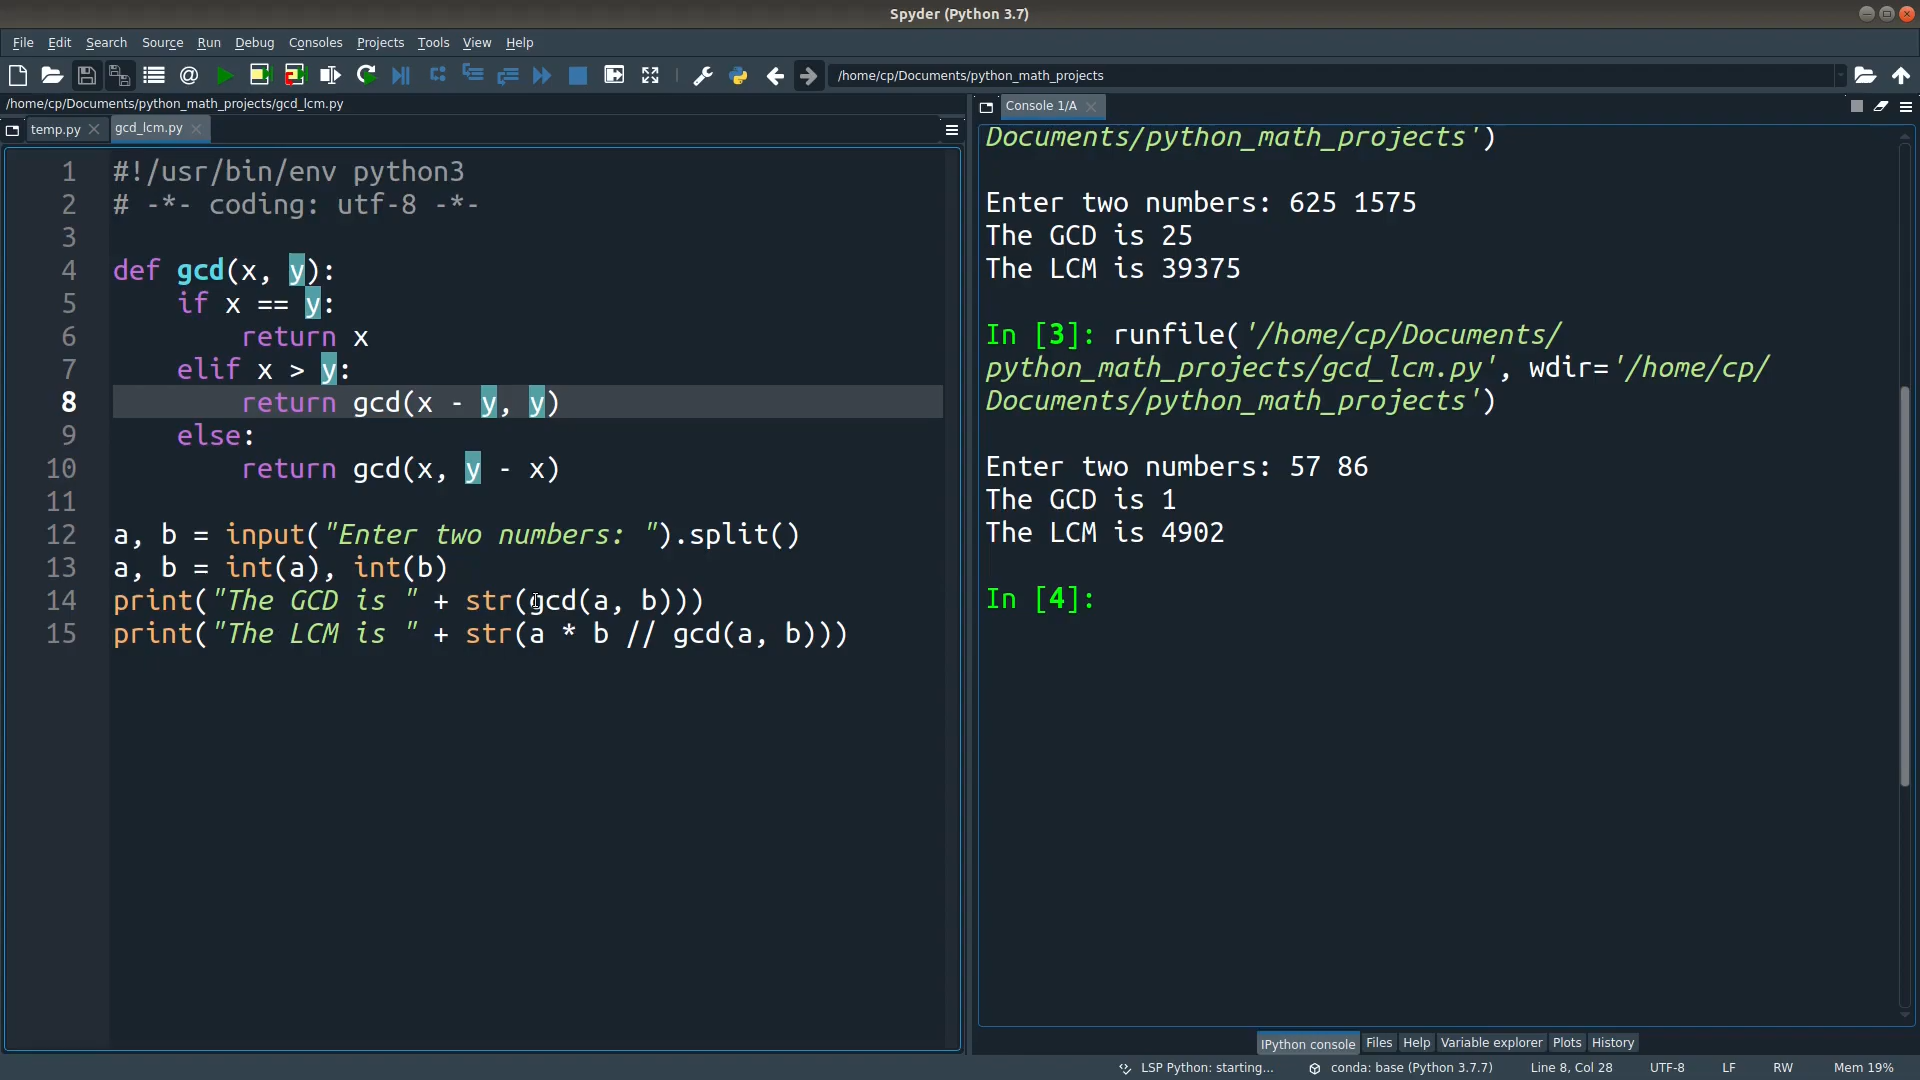 Spyder (Python 3.7)
File Edit Search Source Run Debug Consoles Projects Tools View Help
/home/cp/Documents/python_math_projects
/home/cp/Documents/python_math_projects/gcd_lcm.py
temp.py gcd_lcm.py
1 #!/usr/bin/env python3
2 # -*- coding: utf-8 -*-
3
4 def gcd(x, y):
5 if x == y:
6 return x
7 elif x > y:
8 return gcd(x - y, y)
9 else:
10 return gcd(x, y - x)
11
12 a, b = input("Enter two numbers: ").split()
13 a, b = int(a), int(b)
14 print("The GCD is " + str(gcd(a, b)))
15 print("The LCM is " + str(a * b // gcd(a, b)))
Console 1/A
Documents/python_math_projects')
Enter two numbers: 625 1575
The GCD is 25
The LCM is 39375
In [3]: runfile('/home/cp/Documents/
python_math_projects/gcd_lcm.py', wdir='/home/cp/
Documents/python_math_projects')
Enter two numbers: 57 86
The GCD is 1
The LCM is 4902
In [4]:
IPython console Files Help Variable explorer Plots History
LSP Python: starting... conda: base (Python 3.7.7) Line 8, Col 28 UTF-8 LF RW Mem 19%